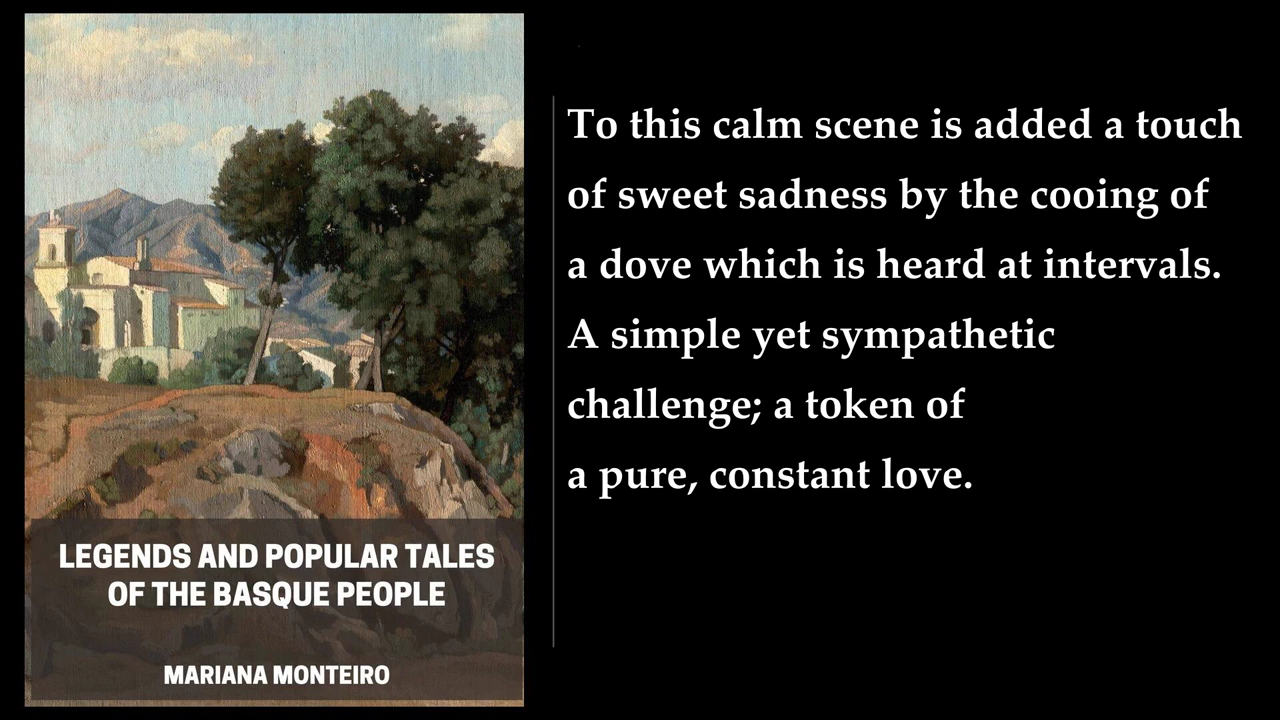 LEGENDS AND POPULAR TALES
OF THE BASQUE PEOPLE
MARIANA MONTEIRO
To this calm scene is added a touch
of sweet sadness by the cooing of
a dove which is heard at intervals.
A simple yet sympathetic
challenge; a token of
a pure, constant love.